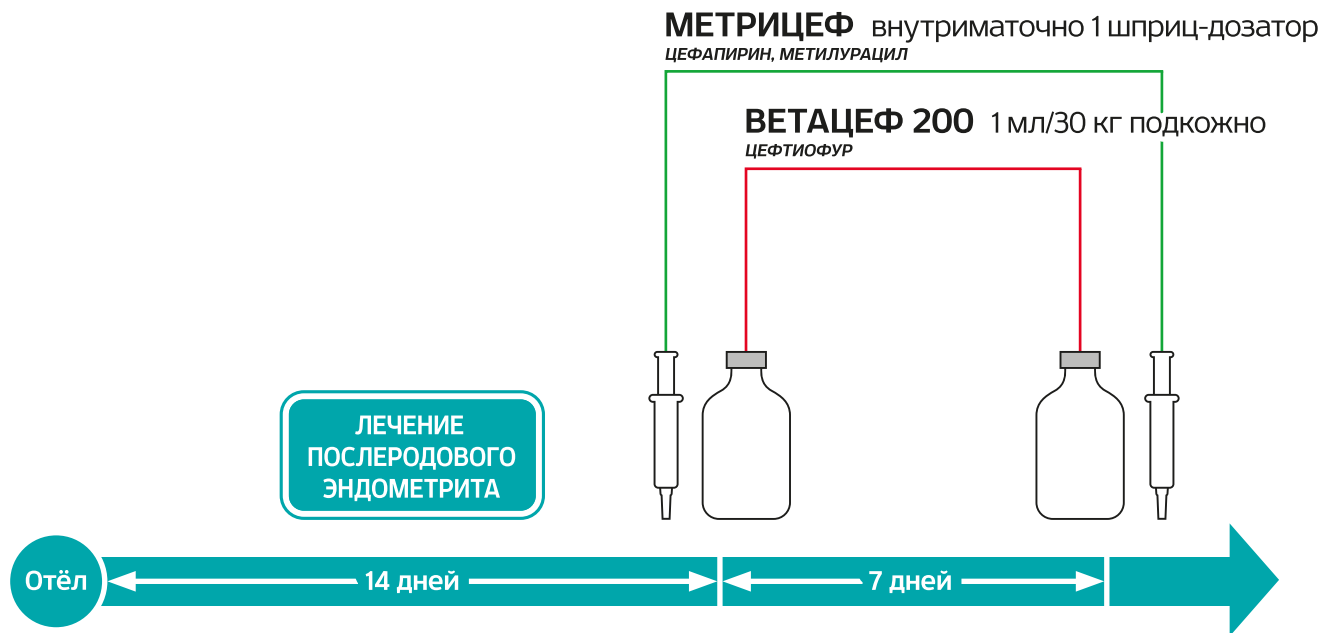 МЕТРИЦЕФ внутриматочно 1 шприц-дозатор
ЦЕФАПИРИН, МЕТИЛУРАЦИЛ
ВЕТАЦЕФ 200 1 мл/30 кг подкожно
ЦЕФТИОФУР
ЛЕЧЕНИЕ
ПОСЛЕРОДОВОГО
ЭНДОМЕТРИТА
Отёл 14 дней 7 дней